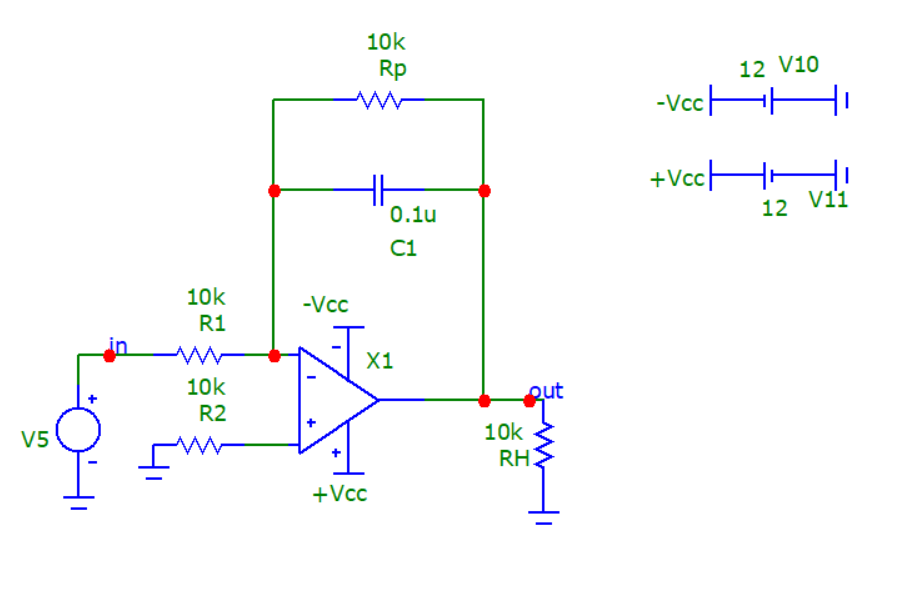 10k
Rp
12 V10
-Vcc
+Vcc
12 V11
0.1u
C1
10k
R1
-Vcc
in
X1
-
10k
R2
out
+
+
V5
-
+
10k
RH
-
+Vcc